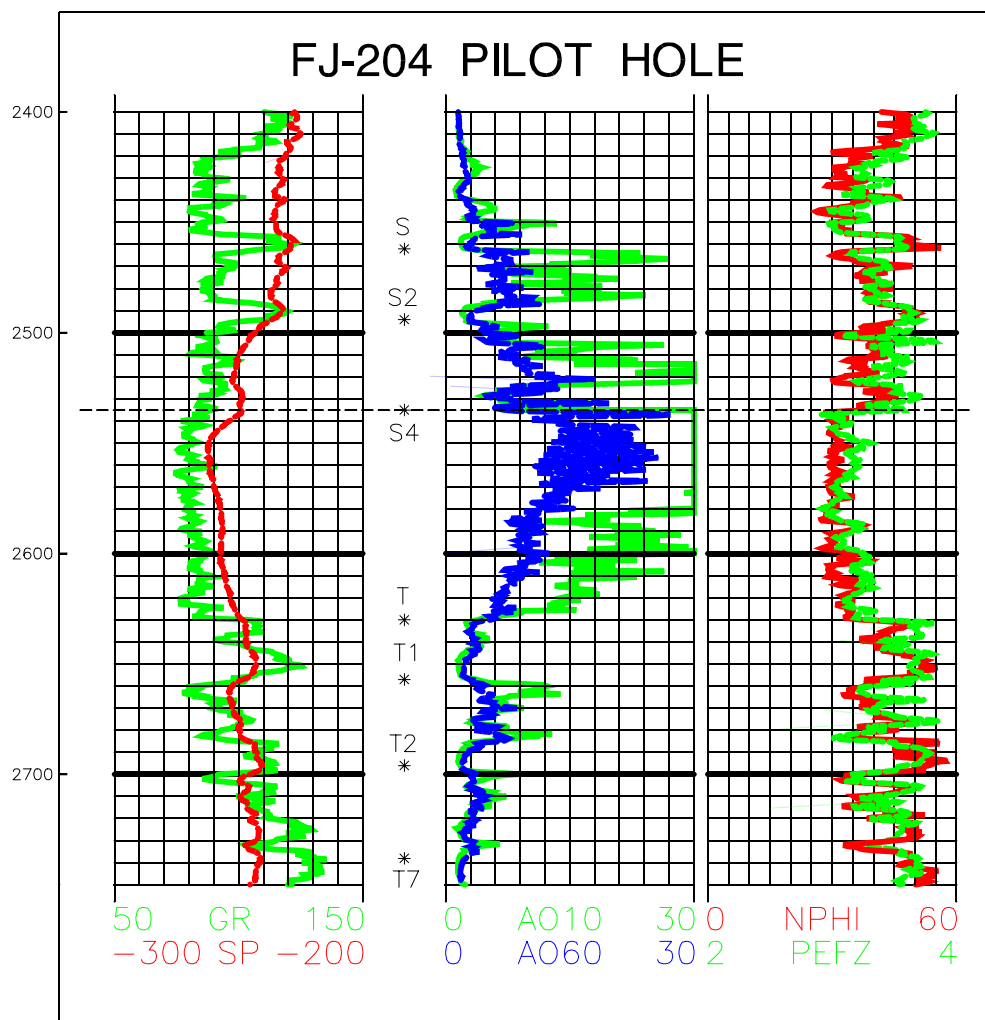 FJ-204 PILOT HOLE
2400
S
S2
2500
S4
2600
T
T1
T2
2700
T7
50 GR 150 0 AO10 30 0 NPHI 60
-300 SP -200 0 AO60 30 2 PEFZ 4